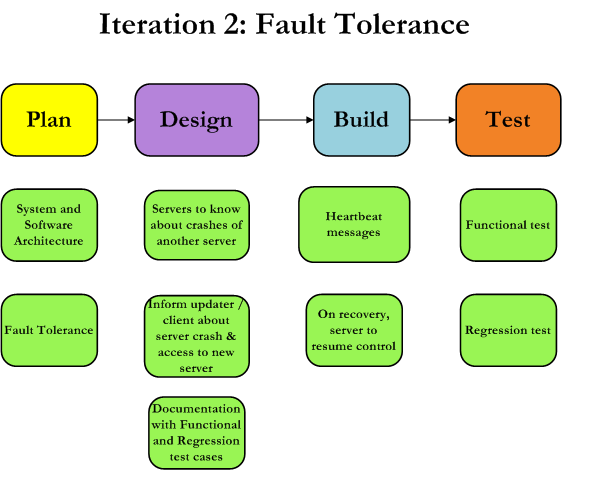 Iteration 2: Fault Tolerance
Plan
Design
Build
Test
System and
Software
Architecture
Servers to know
about crashes of
another server
Heartbeat
messages
Functional test
Fault Tolerance
Inform updater /
client about
server crash &
access to new
server
On recovery,
server to
resume control
Regression test
Documentation
with Functional
and Regression
test cases